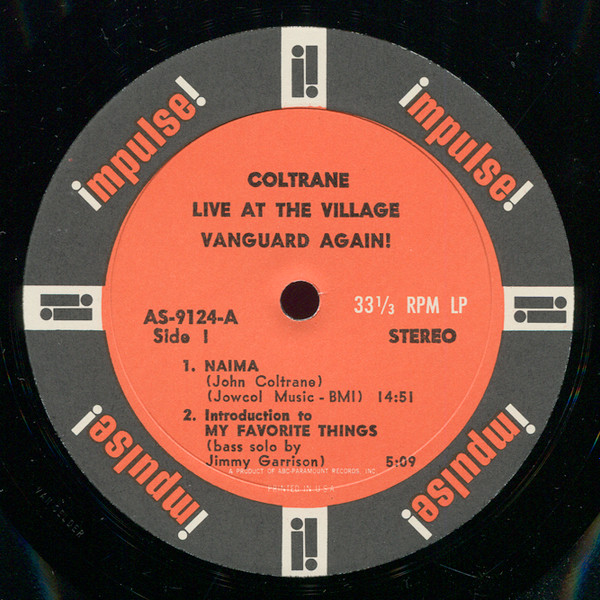 impulse!
impulse!
i!
COLTRANE
LIVE AT THE VILLAGE
VANGUARD AGAIN!
i!
i!
AS-9124-A
33 1/3 RPM LP
Side 1
STEREO
1. NAIMA
(John Coltrane)
(Jowcol Music - BMI) 14:51
2. Introduction to
MY FAVORITE THINGS
(bass solo by
Jimmy Garrison) 5:09
A PRODUCT OF ABC-PARAMOUNT RECORDS, INC.
PRINTED IN U.S.A.
impulse!
impulse!
i!